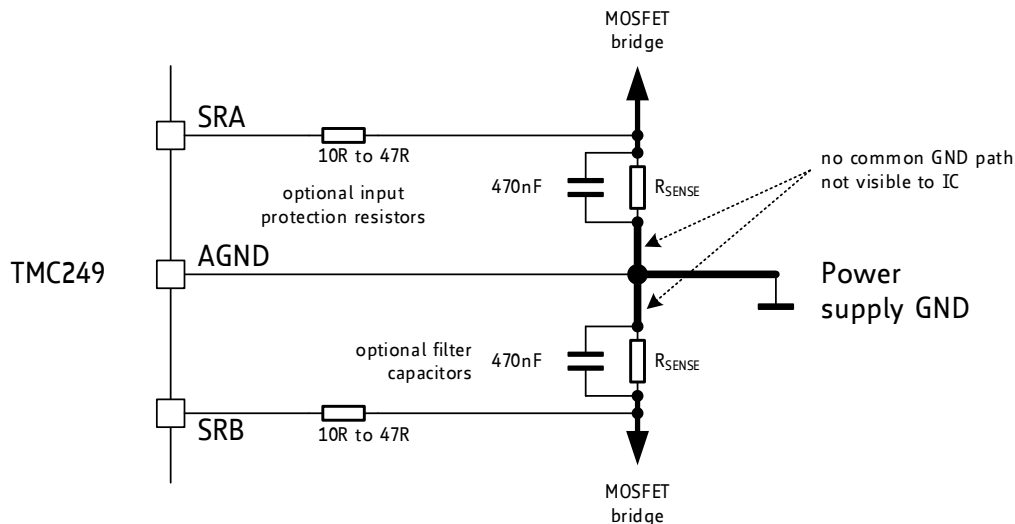 MOSFET
bridge
SRA
10R to 47R
optional input
protection resistors
470nF
RSENSE
no common GND path
not visible to IC
TMC249
AGND
Power
supply GND
optional filter
capacitors
470nF
RSENSE
SRB
10R to 47R
MOSFET
bridge